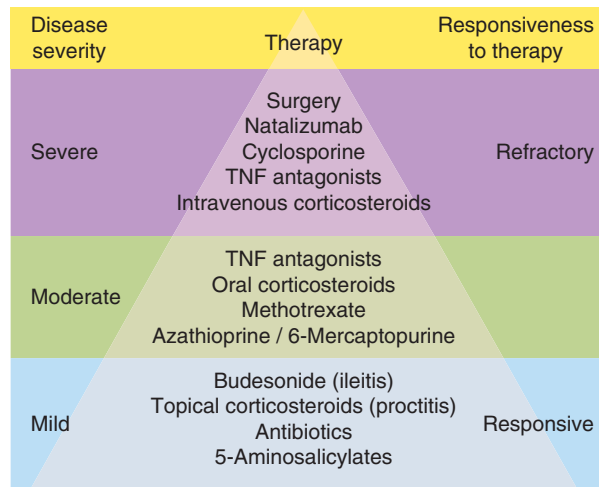 Disease severity
Therapy
Responsiveness to therapy
Severe
Surgery
Natalizumab
Cyclosporine
TNF antagonists
Intravenous corticosteroids
Refractory
Moderate
TNF antagonists
Oral corticosteroids
Methotrexate
Azathioprine / 6-Mercaptopurine
Mild
Budesonide (ileitis)
Topical corticosteroids (proctitis)
Antibiotics
5-Aminosalicylates
Responsive